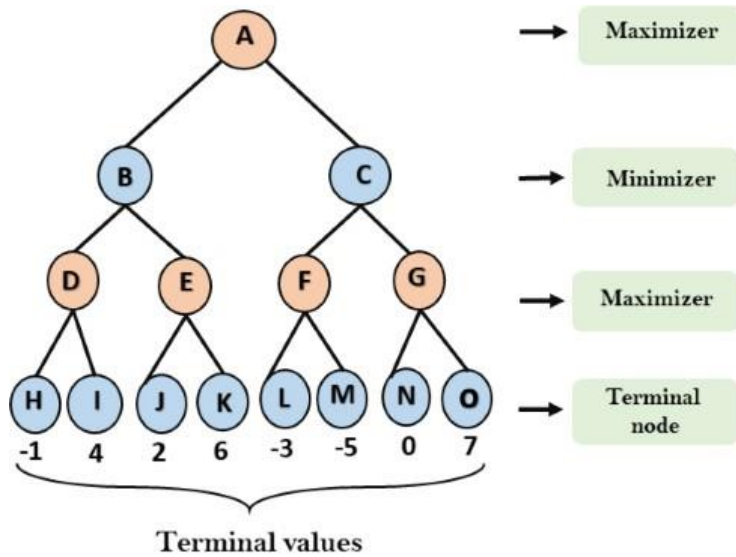 A
Maximizer
B
C
Minimizer
D
E
F
G
Maximizer
H
I
J
K
L
M
N
O
Terminal
node
-1
4
2
6
-3
-5
0
7
Terminal values